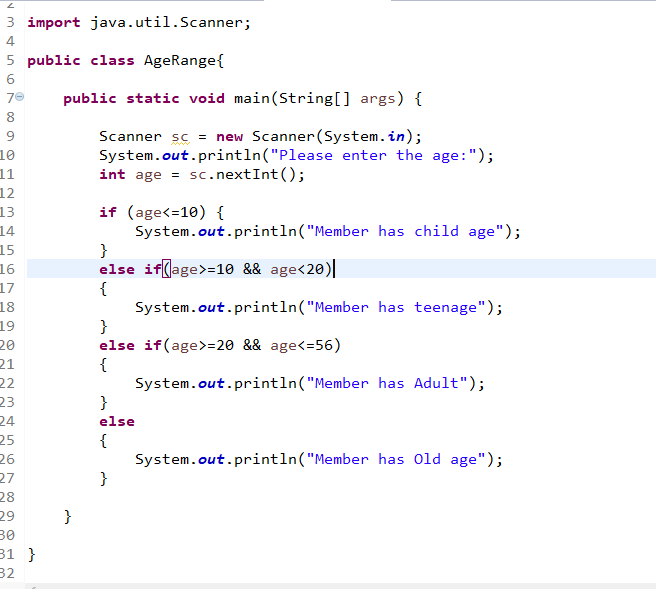 2
3 import java.util.Scanner;
4
5 public class AgeRange{
6
7 public static void main(String[] args) {
8
9 Scanner sc = new Scanner(System.in);
10 System.out.println("Please enter the age:");
11 int age = sc.nextInt();
12
13 if (age<=10) {
14 System.out.println("Member has child age");
15 }
16 else if(age>=10 && age<20)
17 {
18 System.out.println("Member has teenage");
19 }
20 else if(age>=20 && age<=56)
21 {
22 System.out.println("Member has Adult");
23 }
24 else
25 {
26 System.out.println("Member has Old age");
27 }
28
29 }
30
31 }
32